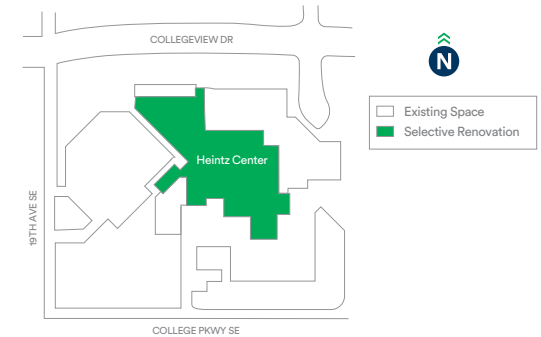 COLLEGEVIEW DR
N
Existing Space
Selective Renovation
Heintz Center
19TH AVE SE
COLLEGE PKWY SE